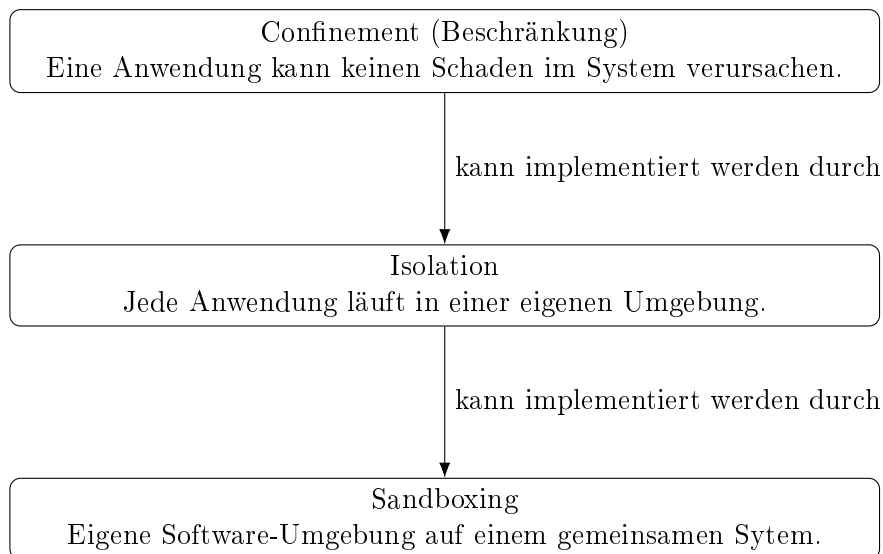 Confinement (Beschränkung)
Eine Anwendung kann keinen Schaden im System verursachen.
kann implementiert werden durch
Isolation
Jede Anwendung läuft in einer eigenen Umgebung.
kann implementiert werden durch
Sandboxing
Eigene Software-Umgebung auf einem gemeinsamen Sytem.